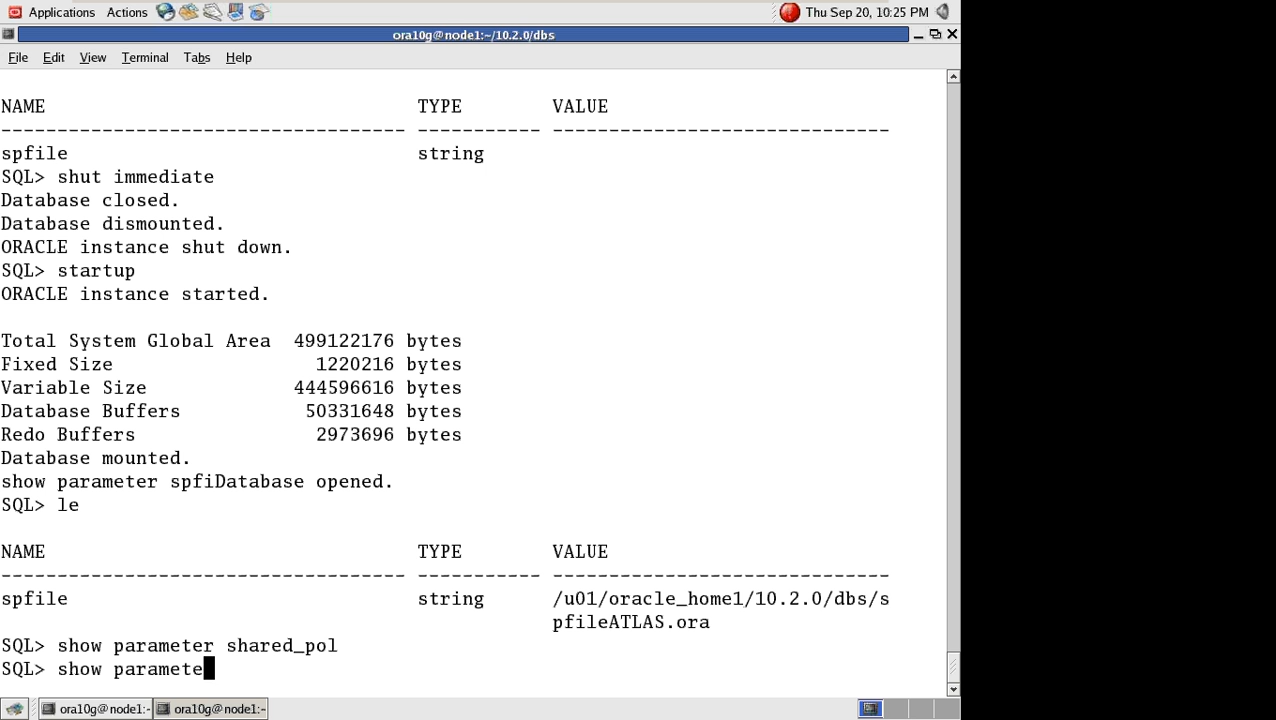 Applications Actions Thu Sep 20, 10:25 PM
ora10g@node1:~/10.2.0/dbs
File Edit View Terminal Tabs Help
NAME TYPE VALUE
------------------------------------ ----------- ------------------------------
spfile string
SQL> shut immediate
Database closed.
Database dismounted.
ORACLE instance shut down.
SQL> startup
ORACLE instance started.
Total System Global Area 499122176 bytes
Fixed Size 1220216 bytes
Variable Size 444596616 bytes
Database Buffers 50331648 bytes
Redo Buffers 2973696 bytes
Database mounted.
show parameter spfiDatabase opened.
SQL> le
NAME TYPE VALUE
------------------------------------ ----------- ------------------------------
spfile string /u01/oracle_home1/10.2.0/dbs/s
pfileATLAS.ora
SQL> show parameter shared_pol
SQL> show paramete
ora10g@node1:- ora10g@node1:-